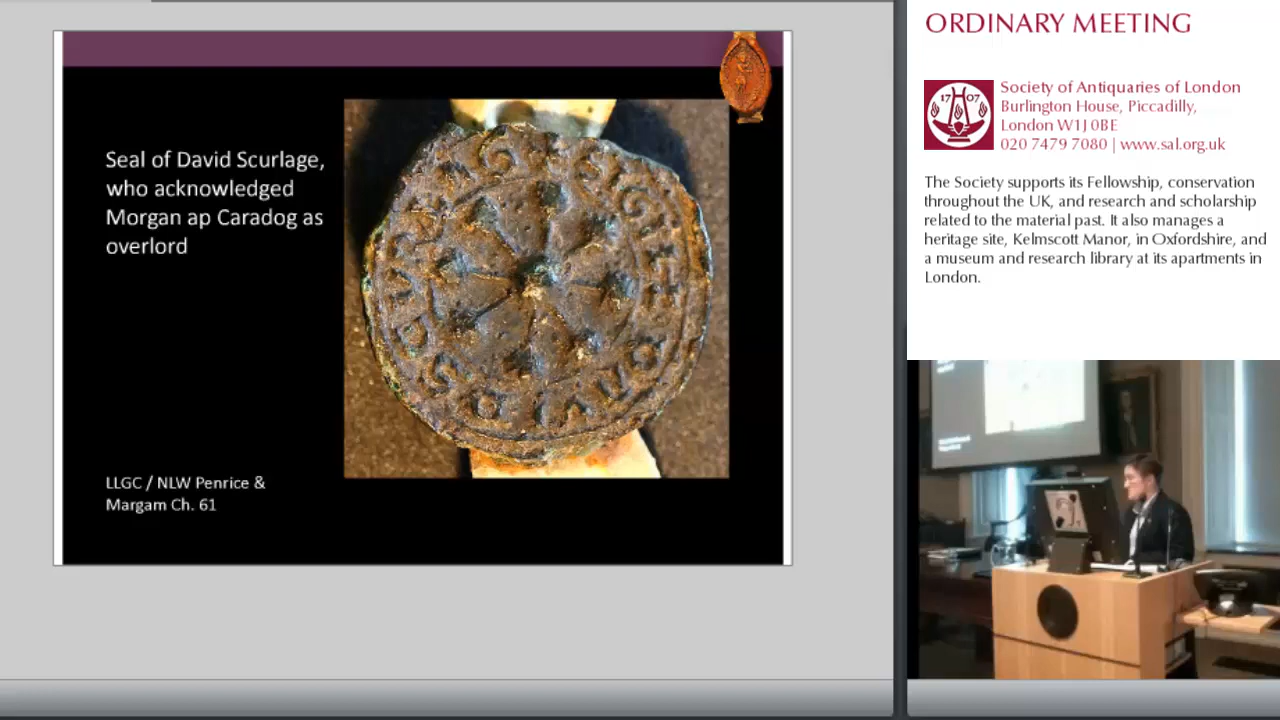 Seal of David Scurlage,
who acknowledged
Morgan ap Caradog as
overlord
LLGC / NLW Penrice &
Margam Ch. 61
ORDINARY MEETING
1707
Society of Antiquaries of London
Burlington House, Piccadilly,
London W1J 0BE
020 7479 7080 | www.sal.org.uk
The Society supports its Fellowship, conservation
throughout the UK, and research and scholarship
related to the material past. It also manages a
heritage site, Kelmscott Manor, in Oxfordshire, and
a museum and research library at its apartments in
London.